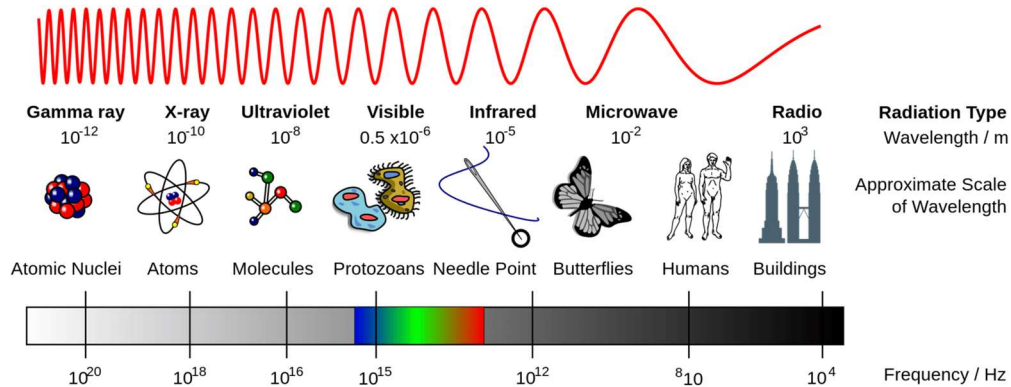 Gamma ray X-ray Ultraviolet Visible Infrared Microwave Radio Radiation Type
10⁻¹² 10⁻¹⁰ 10⁻⁸ 0.5 x10⁻⁶ 10⁻⁵ 10⁻² 10³ Wavelength / m
Approximate Scale
of Wavelength
Atomic Nuclei Atoms Molecules Protozoans Needle Point Butterflies Humans Buildings
10²⁰ 10¹⁸ 10¹⁶ 10¹⁵ 10¹² ⁸10 10⁴ Frequency / Hz